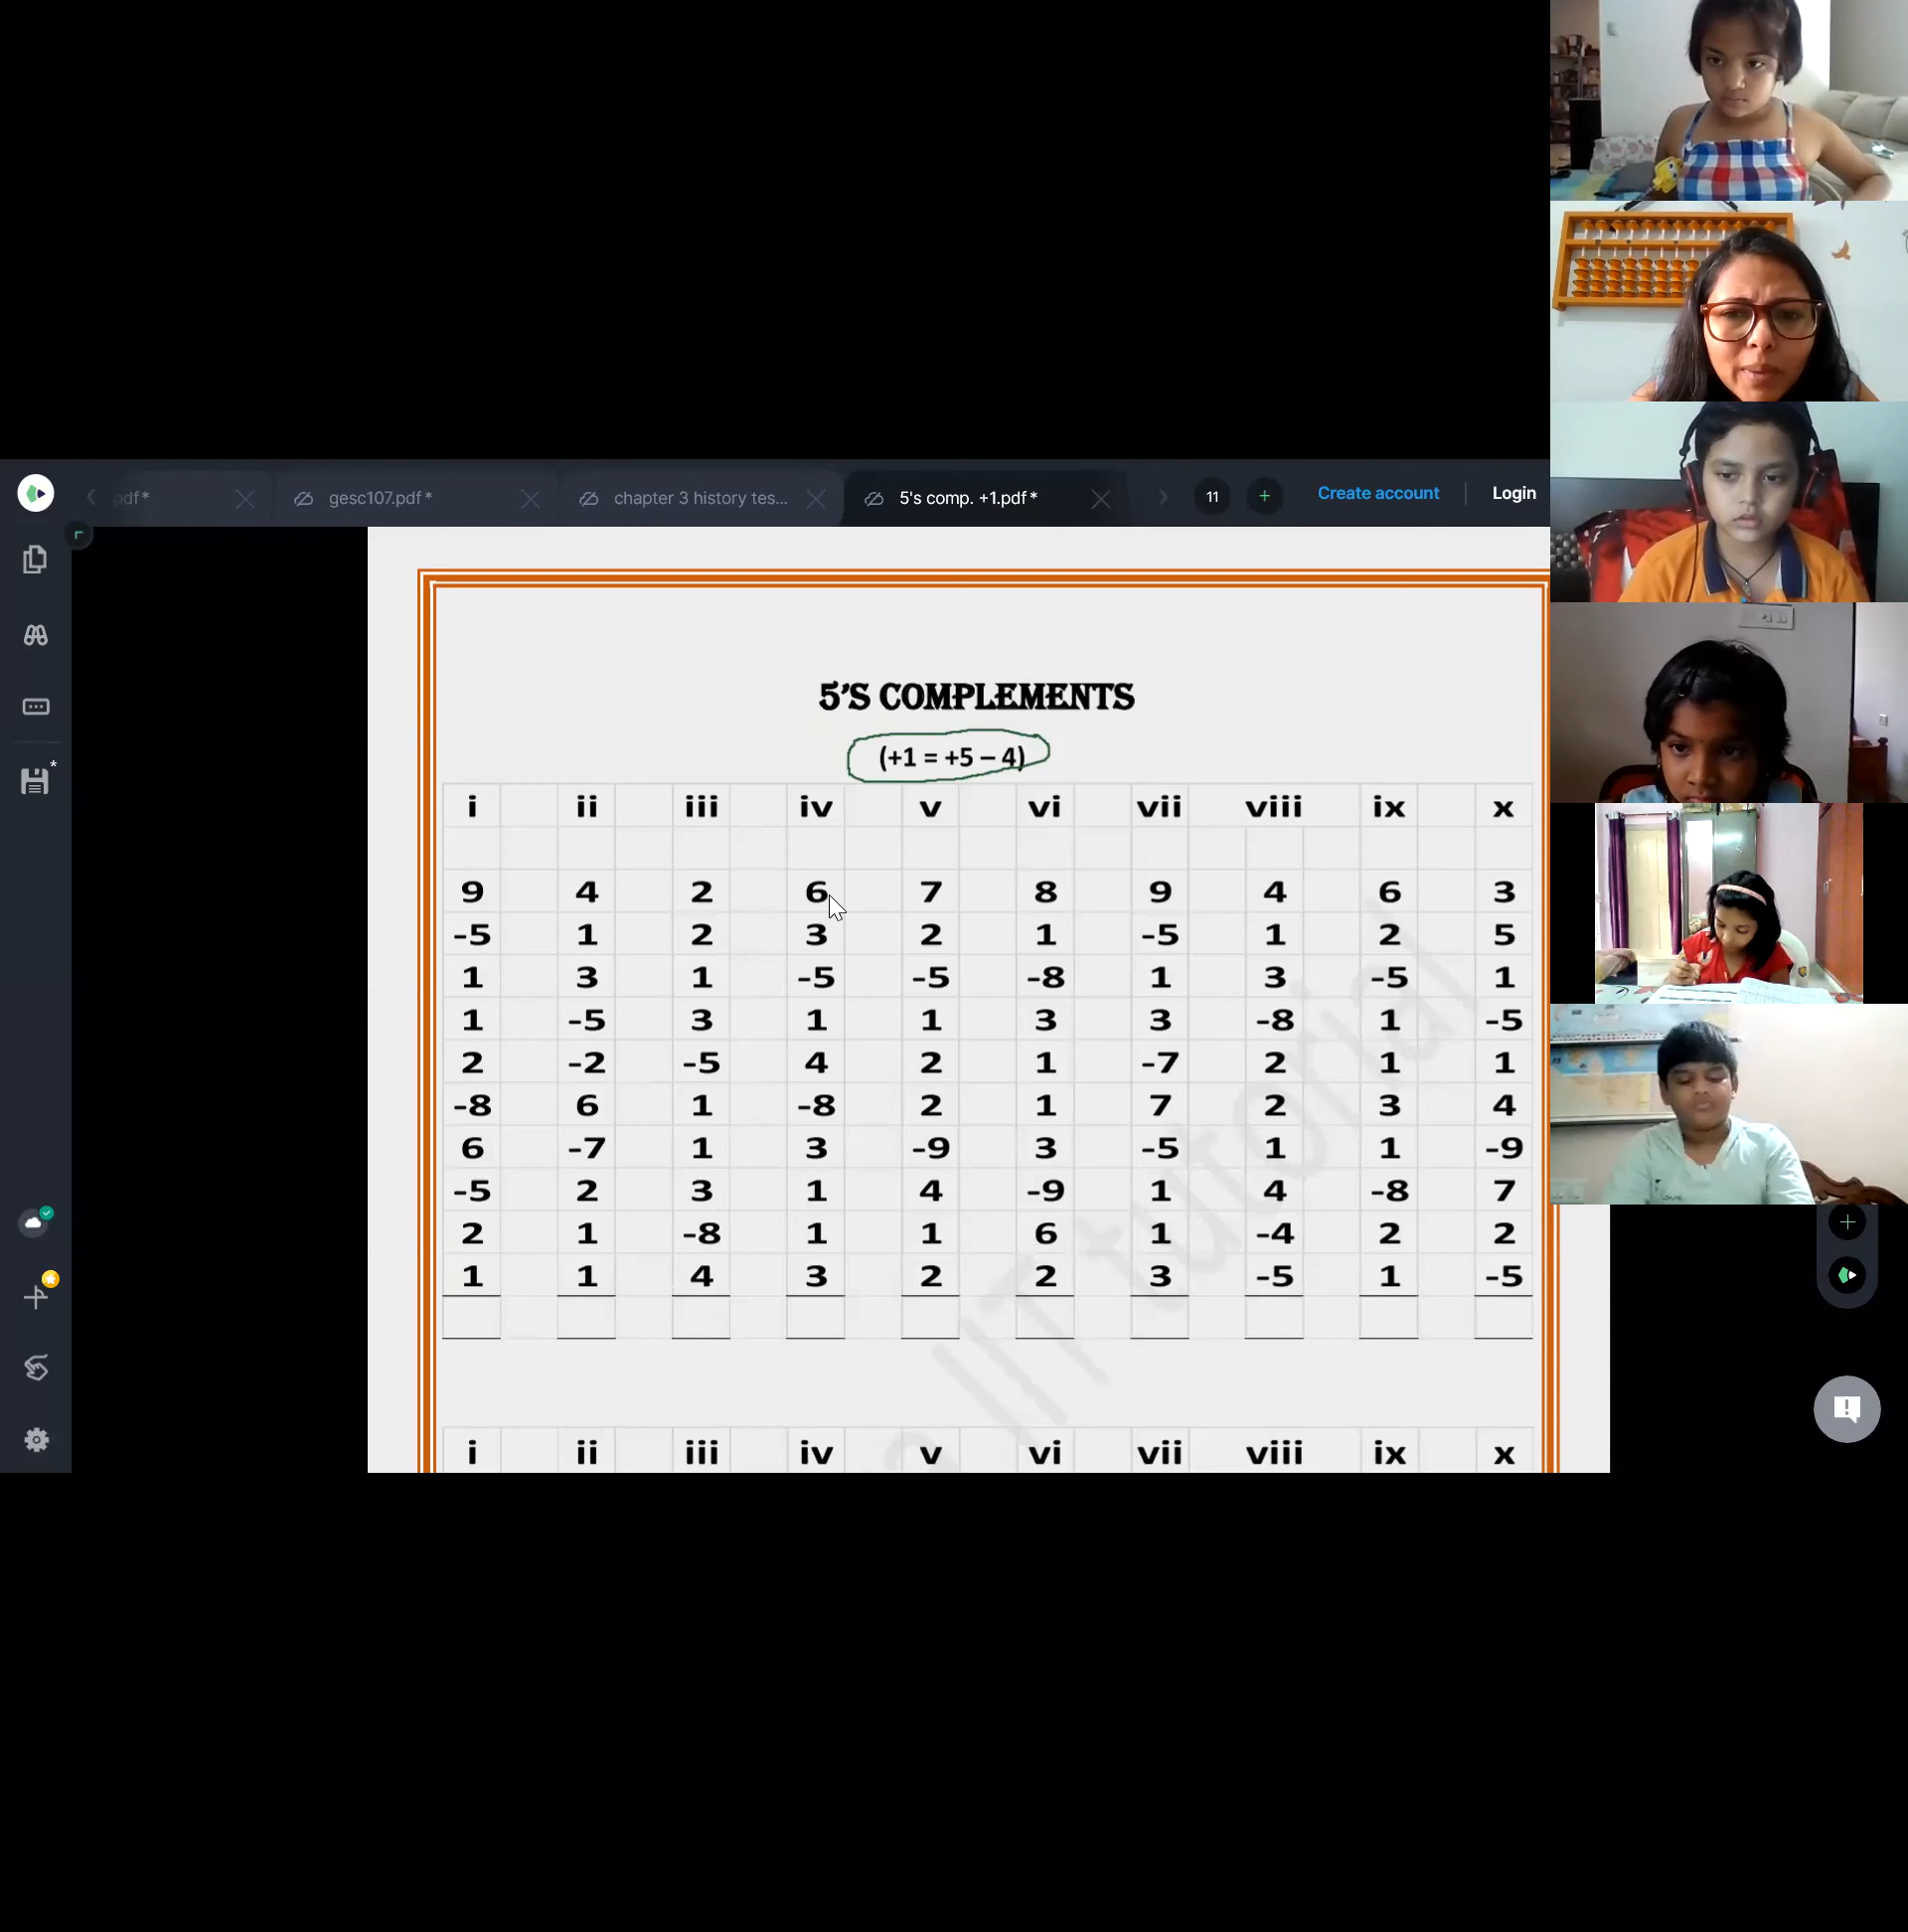 pdf*
gesc107.pdf*
chapter 3 history tes...
5's comp. +1.pdf*
11
+
Create account
Login
5'S COMPLEMENTS
(+1 = +5 – 4)
i ii iii iv v vi vii viii ix x
9 4 2 6 7 8 9 4 6 3
-5 1 2 3 2 1 -5 1 2 5
1 3 1 -5 -5 -8 1 3 -5 1
1 -5 3 1 1 3 3 -8 1 -5
2 -2 -5 4 2 1 -7 2 1 1
-8 6 1 -8 2 1 7 2 3 4
6 -7 1 3 -9 3 -5 1 1 -9
-5 2 3 1 4 -9 1 4 -8 7
2 1 -8 1 1 6 1 -4 2 2
1 1 4 3 2 2 3 -5 1 -5
IIT tutorial
i ii iii iv v vi vii viii ix x